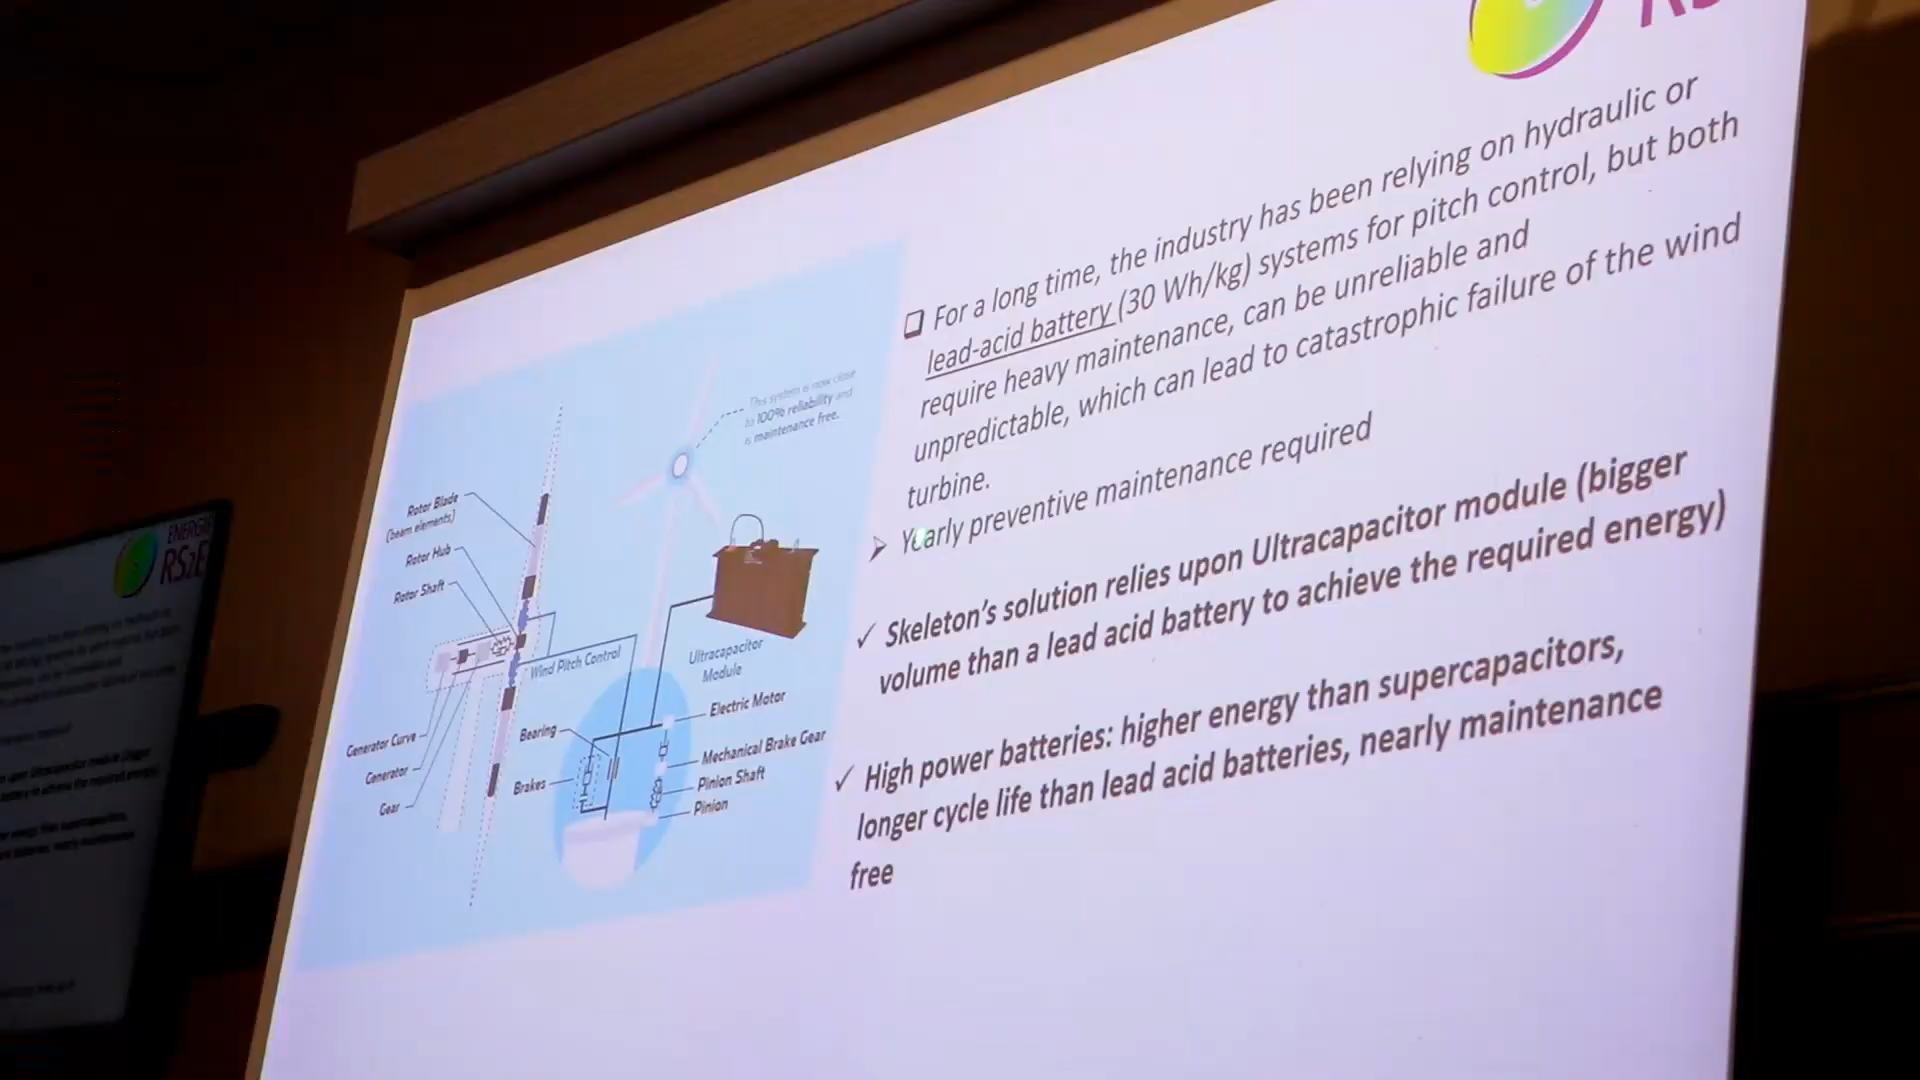 RS
For a long time, the industry has been relying on hydraulic or
lead-acid battery (30 Wh/kg) systems for pitch control, but both
require heavy maintenance, can be unreliable and
unpredictable, which can lead to catastrophic failure of the wind
turbine.
Yearly preventive maintenance required
Skeleton's solution relies upon Ultracapacitor module (bigger
volume than a lead acid battery to achieve the required energy)
High power batteries: higher energy than supercapacitors,
longer cycle life than lead acid batteries, nearly maintenance
free
This system is now close
to 100% reliability and
is maintenance free.
Rotor Blade
(beam elements)
Rotor Hub
Rotor Shaft
Wind Pitch Control
Generator Curve
Generator
Gear
Ultracapacitor
Module
Electric Motor
Bearing
Mechanical Brake Gear
Brakes
Pinion Shaft
Pinion
ENERGIE
RS2E